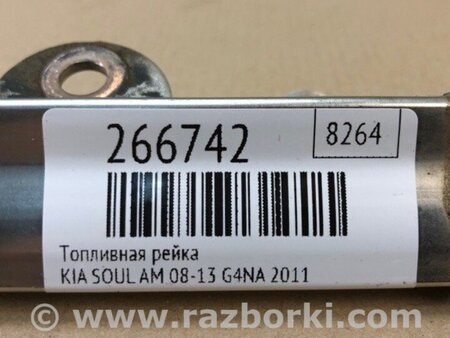 266742
8264
Топливная рейка
KIA SOUL AM 08-13 G4NA 2011
www.razborki.com